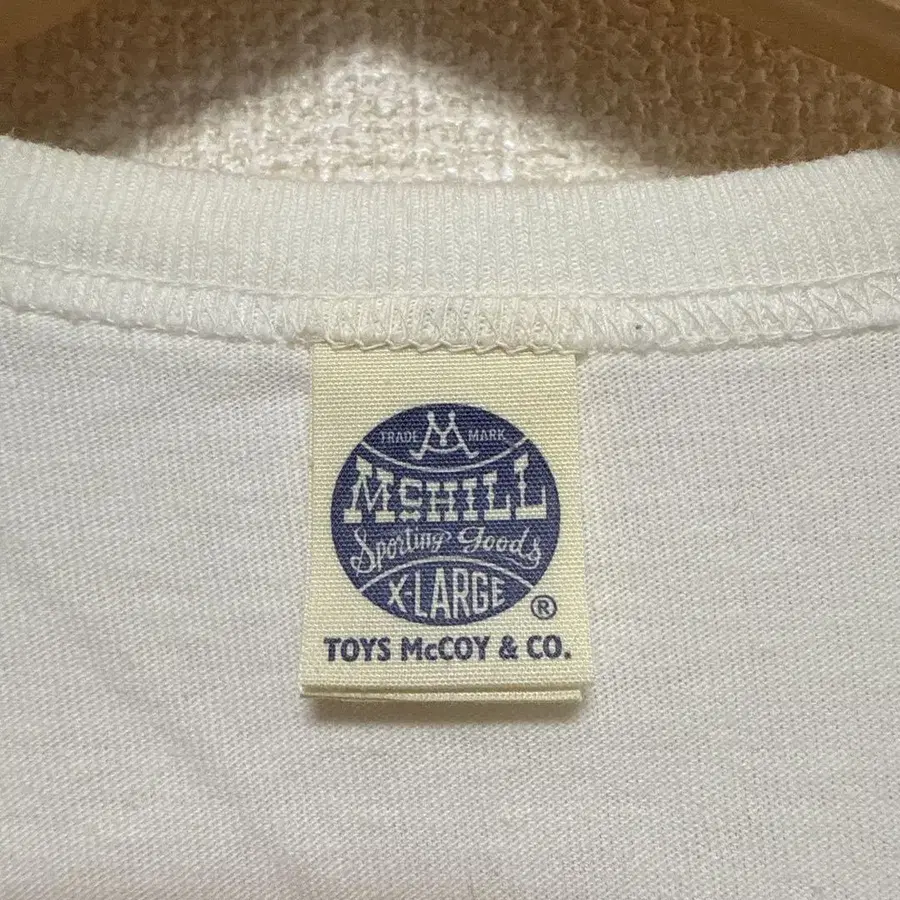 TRADE MARK
McHILL
Sporting Goods
X-LARGE
®
TOYS McCOY & CO.